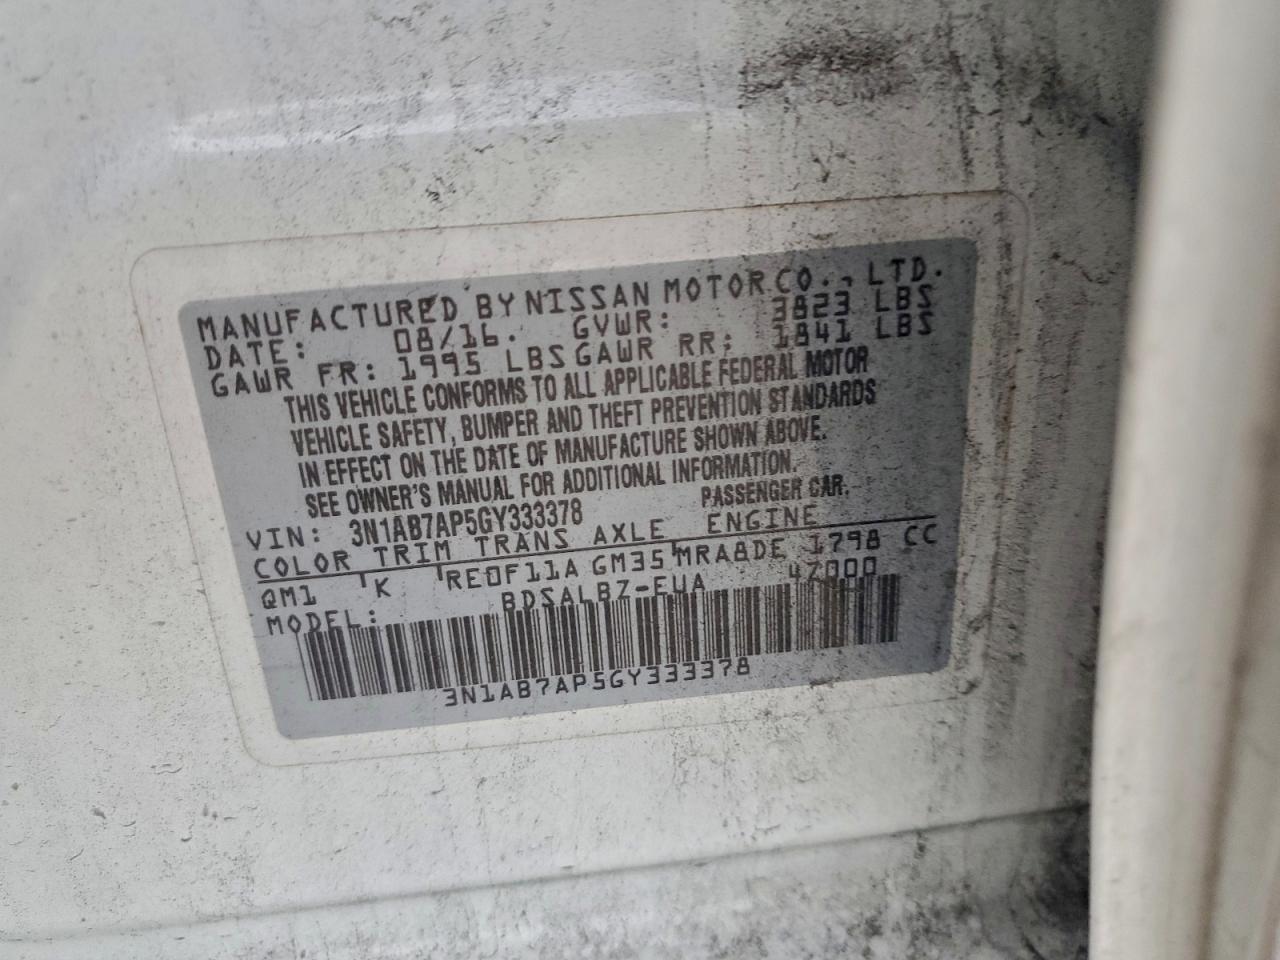 MANUFACTURED BY NISSAN MOTOR CO., LTD.
DATE: 08/16. GVWR: 3823 LBS
GAWR FR: 1995 LBS GAWR RR: 1841 LBS
THIS VEHICLE CONFORMS TO ALL APPLICABLE FEDERAL MOTOR
VEHICLE SAFETY, BUMPER AND THEFT PREVENTION STANDARDS
IN EFFECT ON THE DATE OF MANUFACTURE SHOWN ABOVE.
SEE OWNER'S MANUAL FOR ADDITIONAL INFORMATION.
VIN: 3N1AB7AP5GY333378 PASSENGER CAR.
COLOR TRIM TRANS AXLE ENGINE
QM1 K RE0F11A GM35 MRA8DE 1798 CC
MODEL: BDSALBZ-EUA 47000
3N1AB7AP5GY333378